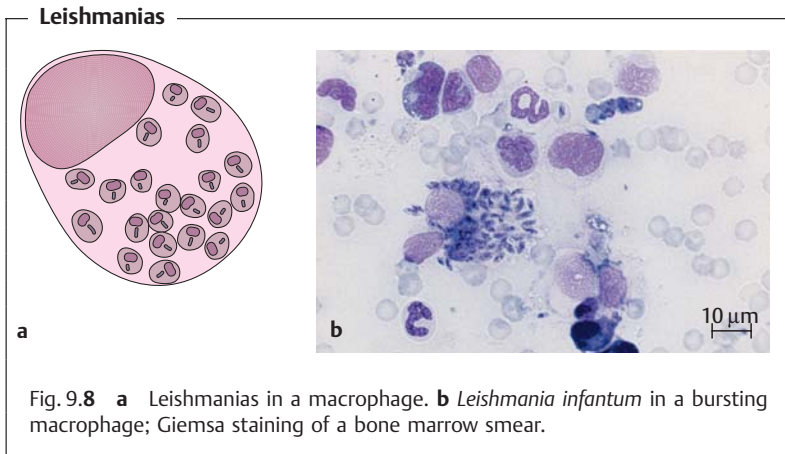 Leishmanias
a
b
10 µm
Fig. 9.8 a Leishmanias in a macrophage. b Leishmania infantum in a bursting
macrophage; Giemsa staining of a bone marrow smear.